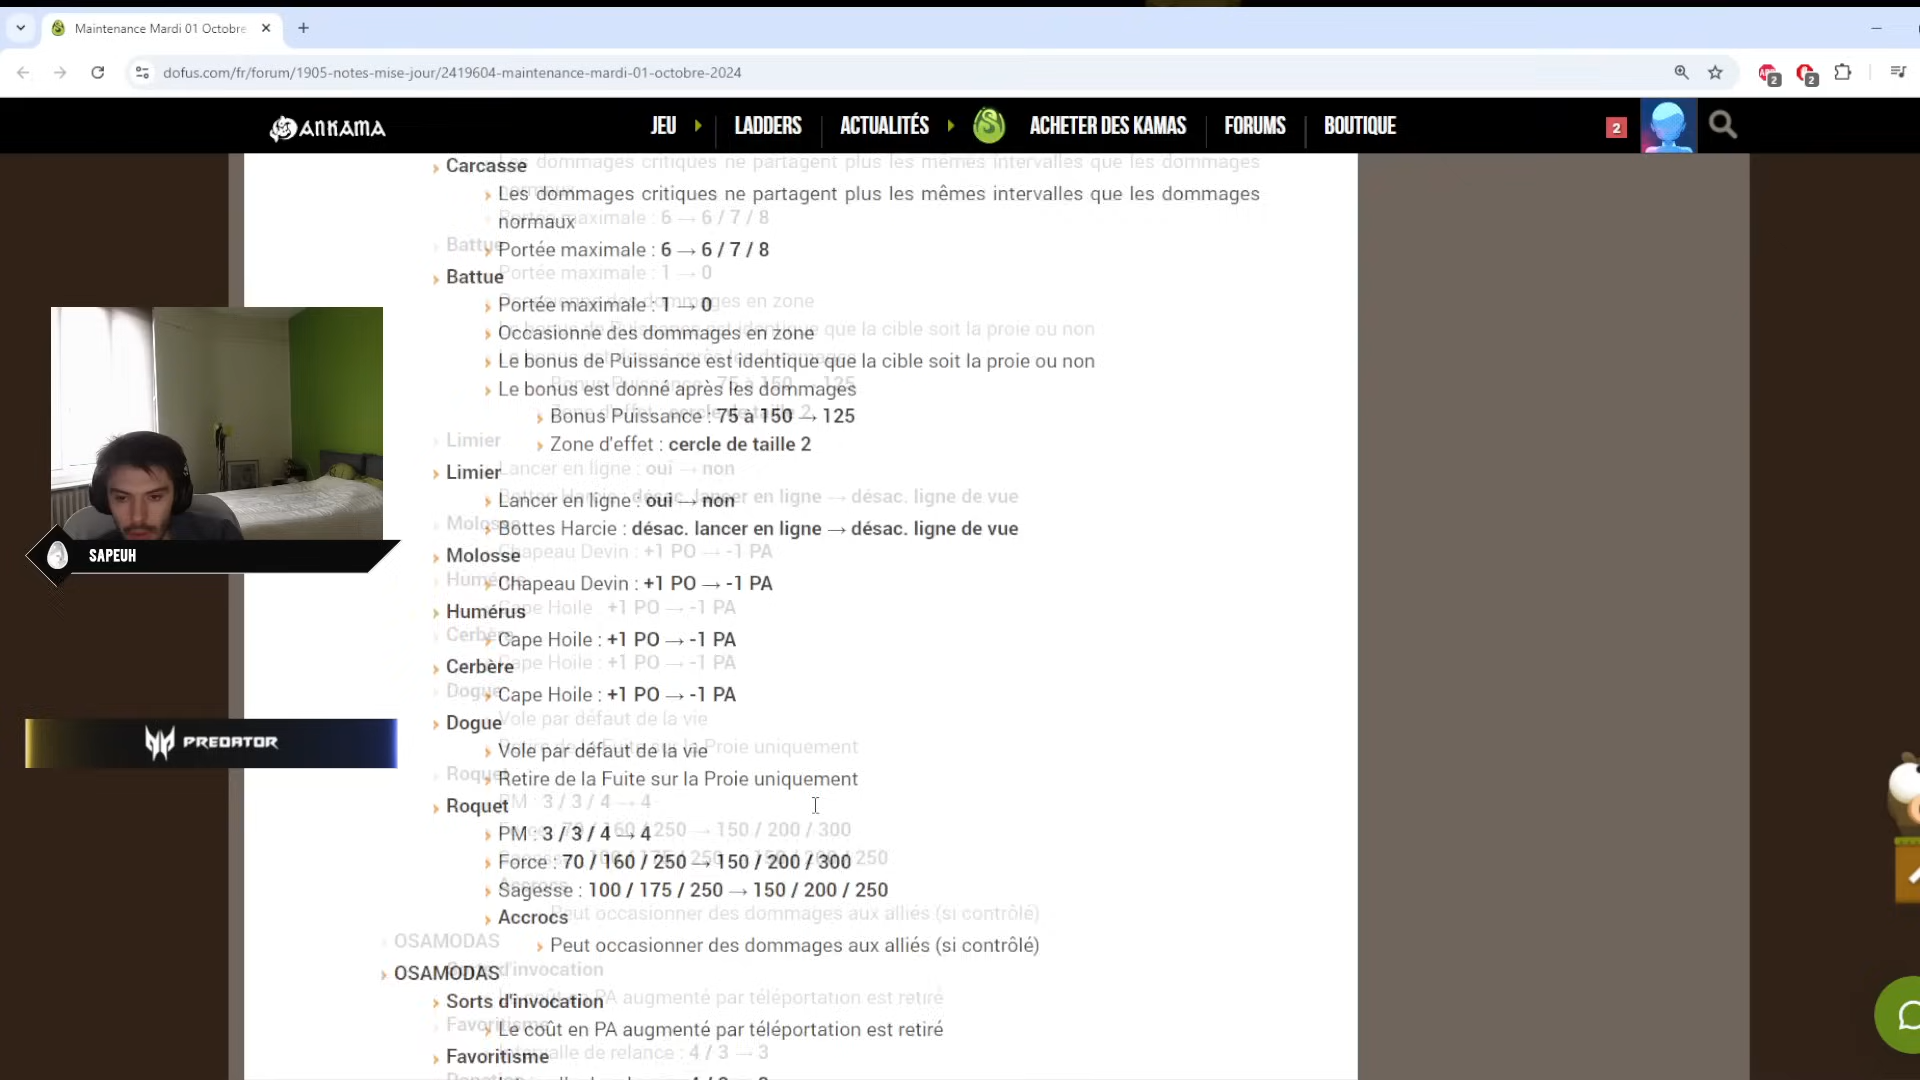 Maintenance Mardi 01 Octobre
dofus.com/fr/forum/1905-notes-mise-jour/2419604-maintenance-mardi-01-octobre-2024
2
2
ANKAMA
JEU
LADDERS
ACTUALITÉS
ACHETER DES KAMAS
FORUMS
BOUTIQUE
2
Carcasse
Les dommages critiques ne partagent plus les mêmes intervalles que les dommages
normaux
Portée maximale : 6 → 6 / 7 / 8
Battue
Portée maximale : 1 → 0
Occasionne des dommages en zone
Le bonus de Puissance est identique que la cible soit la proie ou non
Le bonus est donné après les dommages
Bonus Puissance : 75 à 150 → 125
Zone d'effet : cercle de taille 2
Limier
Lancer en ligne : oui → non
Bottes Harcie : désac. lancer en ligne → désac. ligne de vue
Molosse
Chapeau Devin : +1 PO → -1 PA
Humérus
Cape Hoile : +1 PO → -1 PA
Cerbère
Cape Hoile : +1 PO → -1 PA
Dogue
Vole par défaut de la vie
Retire de la Fuite sur la Proie uniquement
Roquet
PM : 3 / 3 / 4 → 4
Force : 70 / 160 / 250 → 150 / 200 / 300
Sagesse : 100 / 175 / 250 → 150 / 200 / 250
Accrocs
Peut occasionner des dommages aux alliés (si contrôlé)
OSAMODAS
Sorts d'invocation
Le coût en PA augmenté par téléportation est retiré
Favoritisme
SAPEUH
PREDATOR